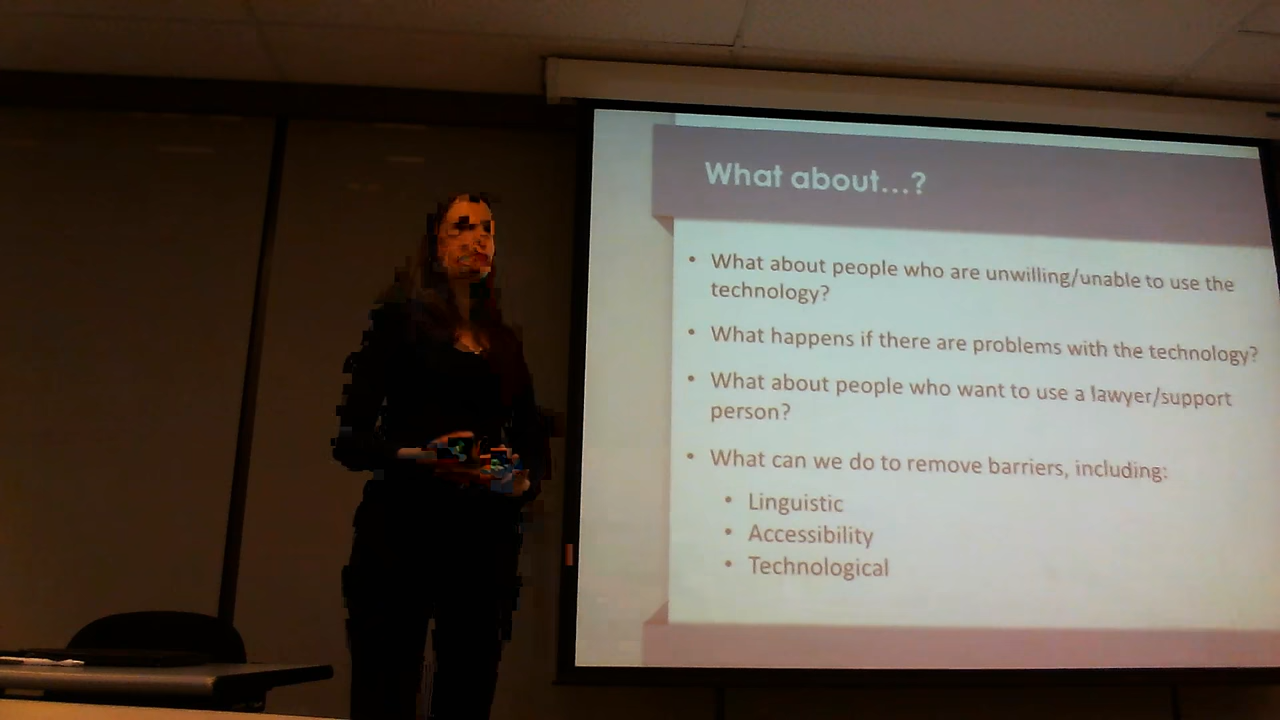 What about...?
• What about people who are unwilling/unable to use the
technology?
• What happens if there are problems with the technology?
• What about people who want to use a lawyer/support
person?
• What can we do to remove barriers, including:
• Linguistic
• Accessibility
• Technological